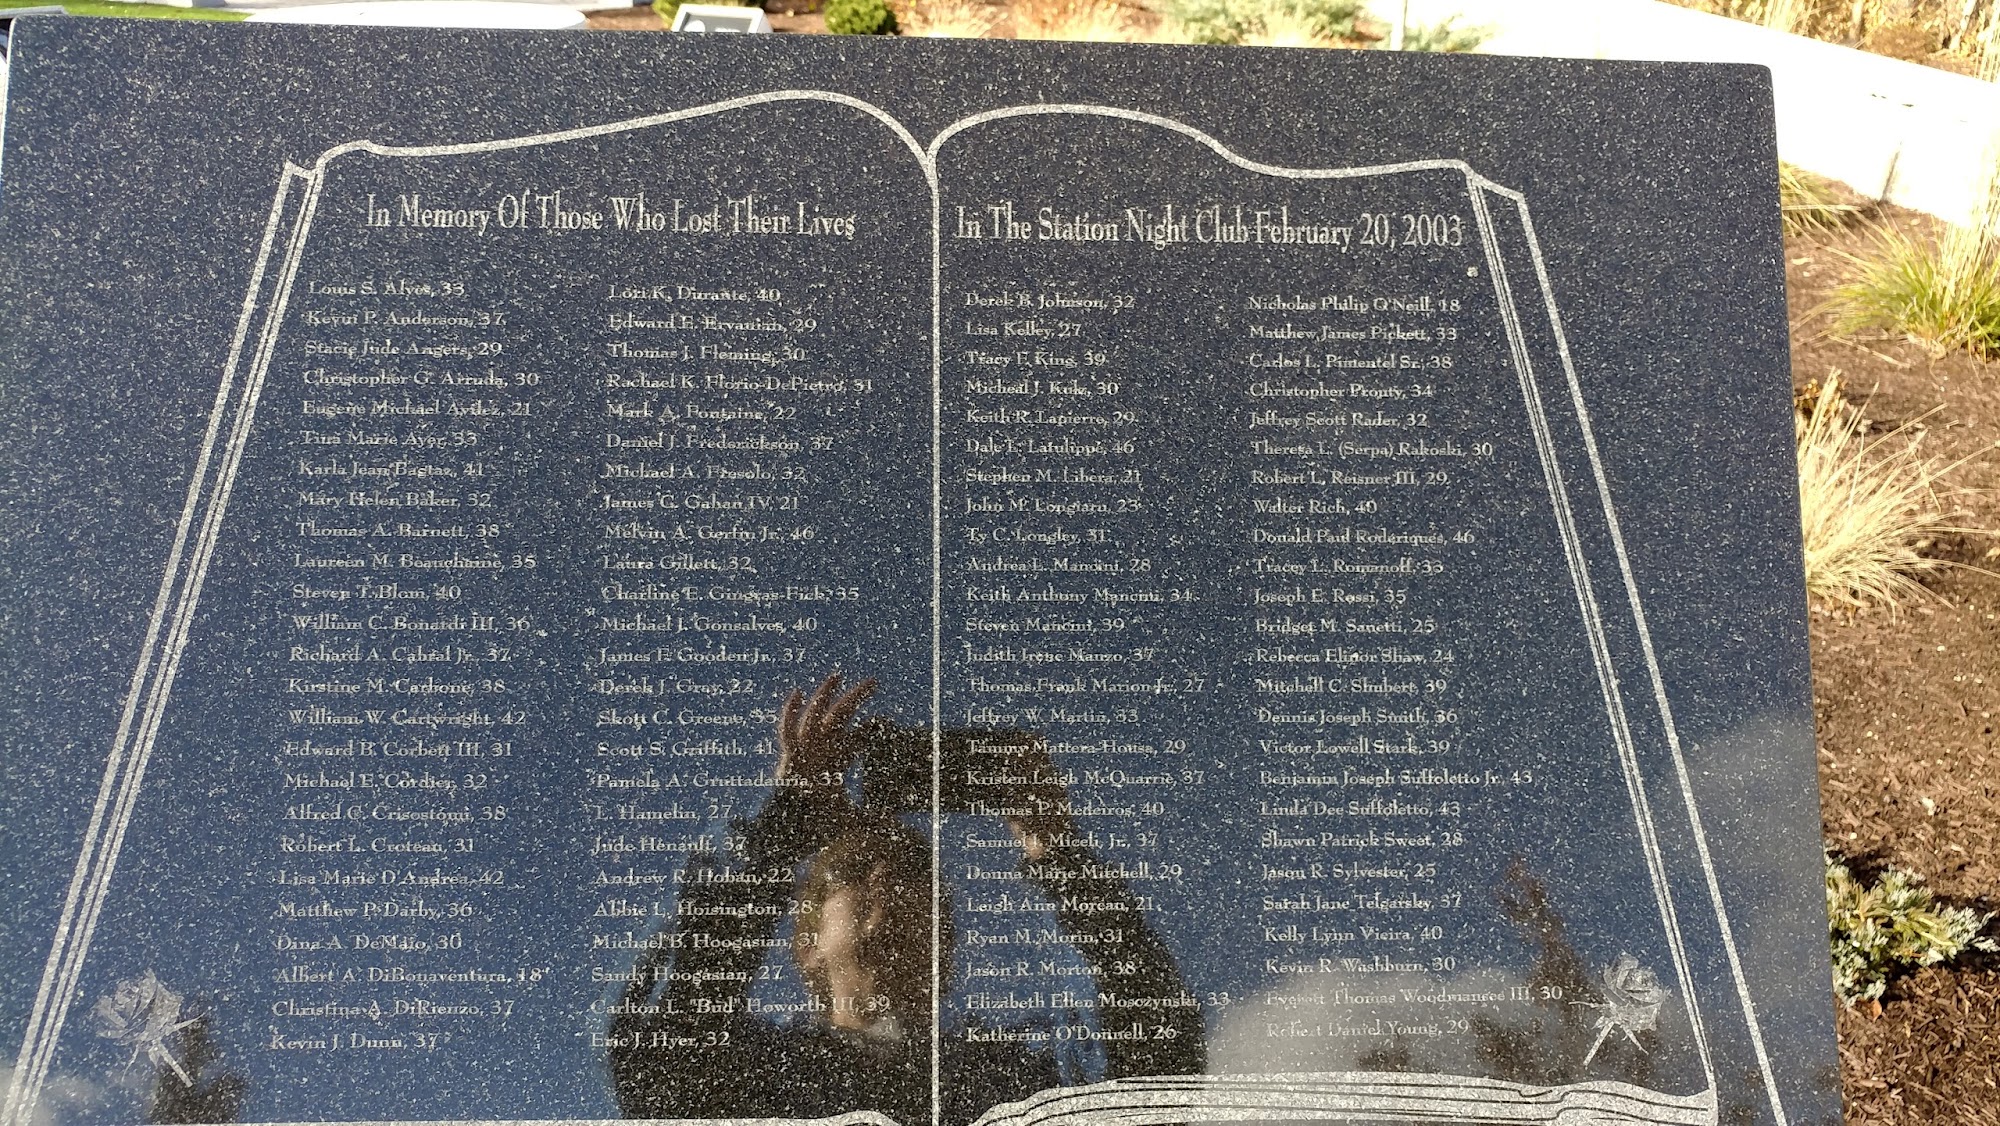 In Memory Of Those Who Lost Their Lives
Louis S. Alves, 33
Kevin P. Anderson, 37
Stacie Jude Angers, 29
Christopher G. Arruda, 30
Eugene Michael Avilez, 21
Tina Marie Ayer, 33
Karla Jean Bagtaz, 41
Mary Helen Baker, 32
Thomas A. Barnett, 38
Laureen M. Beauchaine, 35
Steven T. Blom, 40
William C. Bonardi III, 36
Richard A. Cabral Jr., 37
Kirstine M. Carbone, 38
William W. Cartwright, 42
Edward B. Corbett III, 31
Michael E. Cordier, 32
Alfred C. Crisostomi, 38
Robert L. Croteau, 31
Lisa Marie D'Andrea, 42
Matthew P. Darby, 36
Dina A. DeMaio, 30
Albert A. DiBonaventura, 18
Christina A. DiRienzo, 37
Kevin J. Dunn, 37
Lori K. Durante, 40
Edward E. Ervanian, 29
Thomas J. Fleming, 30
Rachael K. Florio-DePietro, 31
Mark A. Fontaine, 22
Daniel J. Frederickson, 37
Michael A. Fresolo, 32
James C. Gahan IV, 21
Melvin A. Gerfin Jr., 46
Laura Gillett, 32
Charline E. Gingras-Fick, 35
Michael J. Gonsalves, 40
James F. Gooden Jr., 37
Derek J. Gray, 22
Skott C. Greene, 35
Scott S. Griffith, 41
Pamela A. Gruttadauria, 33
E. Hamelin, 27
Jude Henault, 37
Andrew R. Hoban, 22
Abbie L. Hoisington, 28
Michael B. Hoogasian, 31
Sandy Hoogasian, 27
Carlton L. "Bud" Howorth III, 39
Eric J. Hyer, 32
In The Station Night Club February 20, 2003
Derek B. Johnson, 32
Lisa Kelley, 27
Tracy F. King, 39
Micheal J. Kulz, 30
Keith R. Lapierre, 29
Dale L. Latulippe, 46
Stephen M. Libera, 21
John M. Longiaru, 23
Ty C. Longley, 31
Andrea L. Mancini, 28
Keith Anthony Mancini, 34
Steven Mancini, 39
Judith Irene Manzo, 37
Thomas Frank Marion Jr., 27
Jeffrey W. Martin, 33
Tammy Mattera-Housa, 29
Kristen Leigh McQuarrie, 37
Thomas P. Medeiros, 40
Samuel J. Miceli, Jr., 37
Donna Marie Mitchell, 29
Leigh Ann Moreau, 21
Ryan M. Morin, 31
Jason R. Morton, 38
Elizabeth Ellen Mosczynski, 33
Katherine O'Donnell, 26
Nicholas Philip O'Neill, 18
Matthew James Pickett, 33
Carlos L. Pimentel Sr., 38
Christopher Prouty, 34
Jeffrey Scott Rader, 32
Theresa L. (Serpa) Rakoski, 30
Robert L. Reisner III, 29
Walter Rich, 40
Donald Paul Roderiques, 46
Tracey L. Romanoff, 33
Joseph E. Rossi, 35
Bridget M. Sanetti, 25
Rebecca Elinor Shaw, 24
Mitchell C. Shubert, 39
Dennis Joseph Smith, 36
Victor Lowell Stark, 39
Benjamin Joseph Suffoletto Jr., 43
Linda Dee Suffoletto, 43
Shawn Patrick Sweet, 28
Jason R. Sylvester, 25
Sarah Jane Telgarsky, 37
Kelly Lynn Vieira, 40
Kevin R. Washburn, 30
Everett Thomas Woodmansee III, 30
Robert Daniel Young, 29